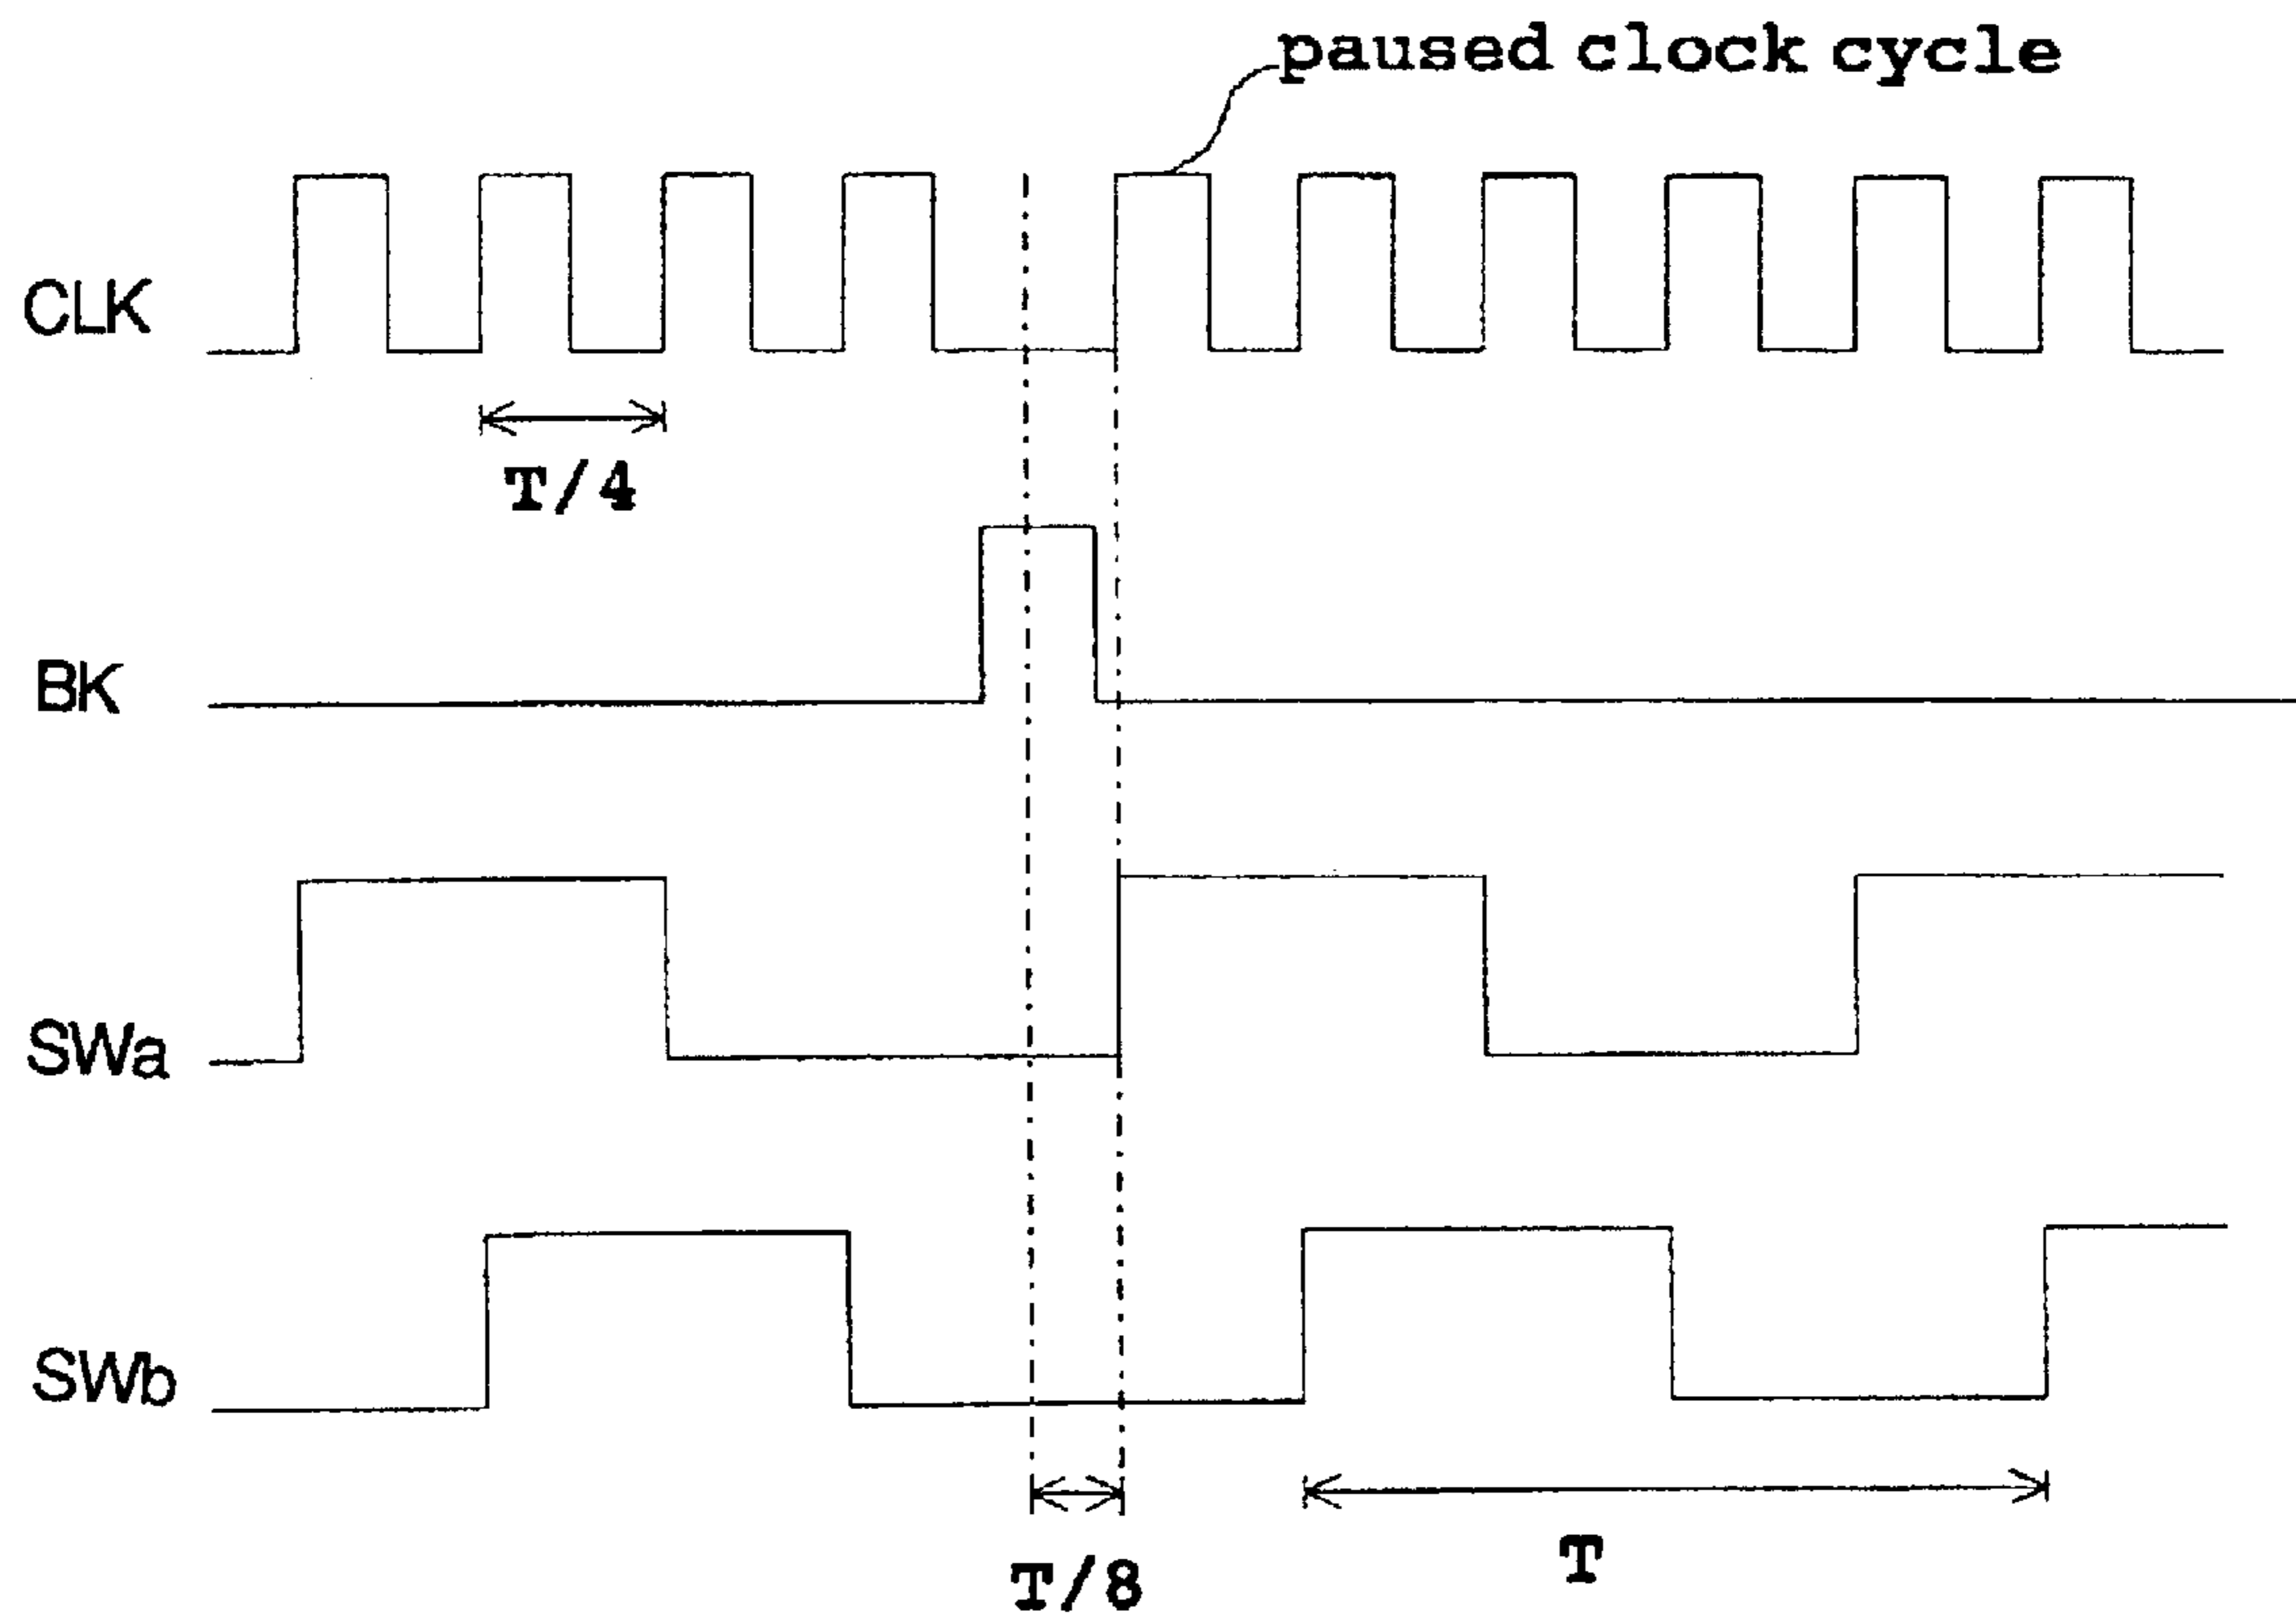 paused clock cycle
CLK
T/4
BK
SWa
SWb
T/8
T